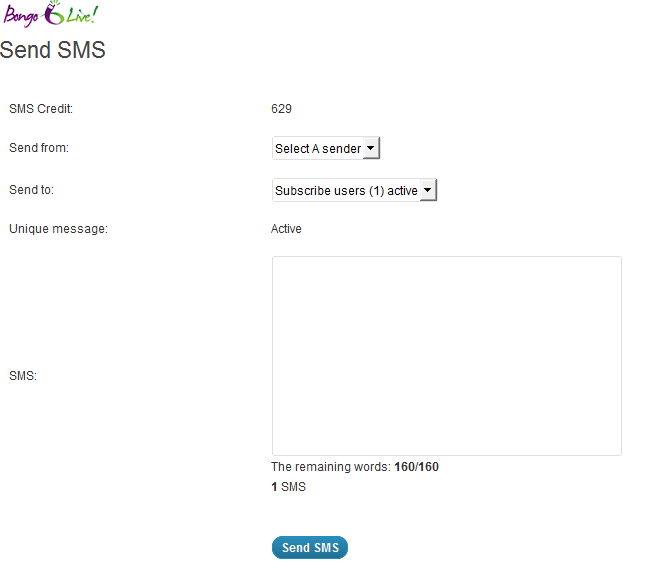 Bongo Live!
Send SMS
SMS Credit: 629
Send from: Select A sender
Send to: Subscribe users (1) active
Unique message: Active
SMS:
The remaining words: 160/160
1 SMS
Send SMS